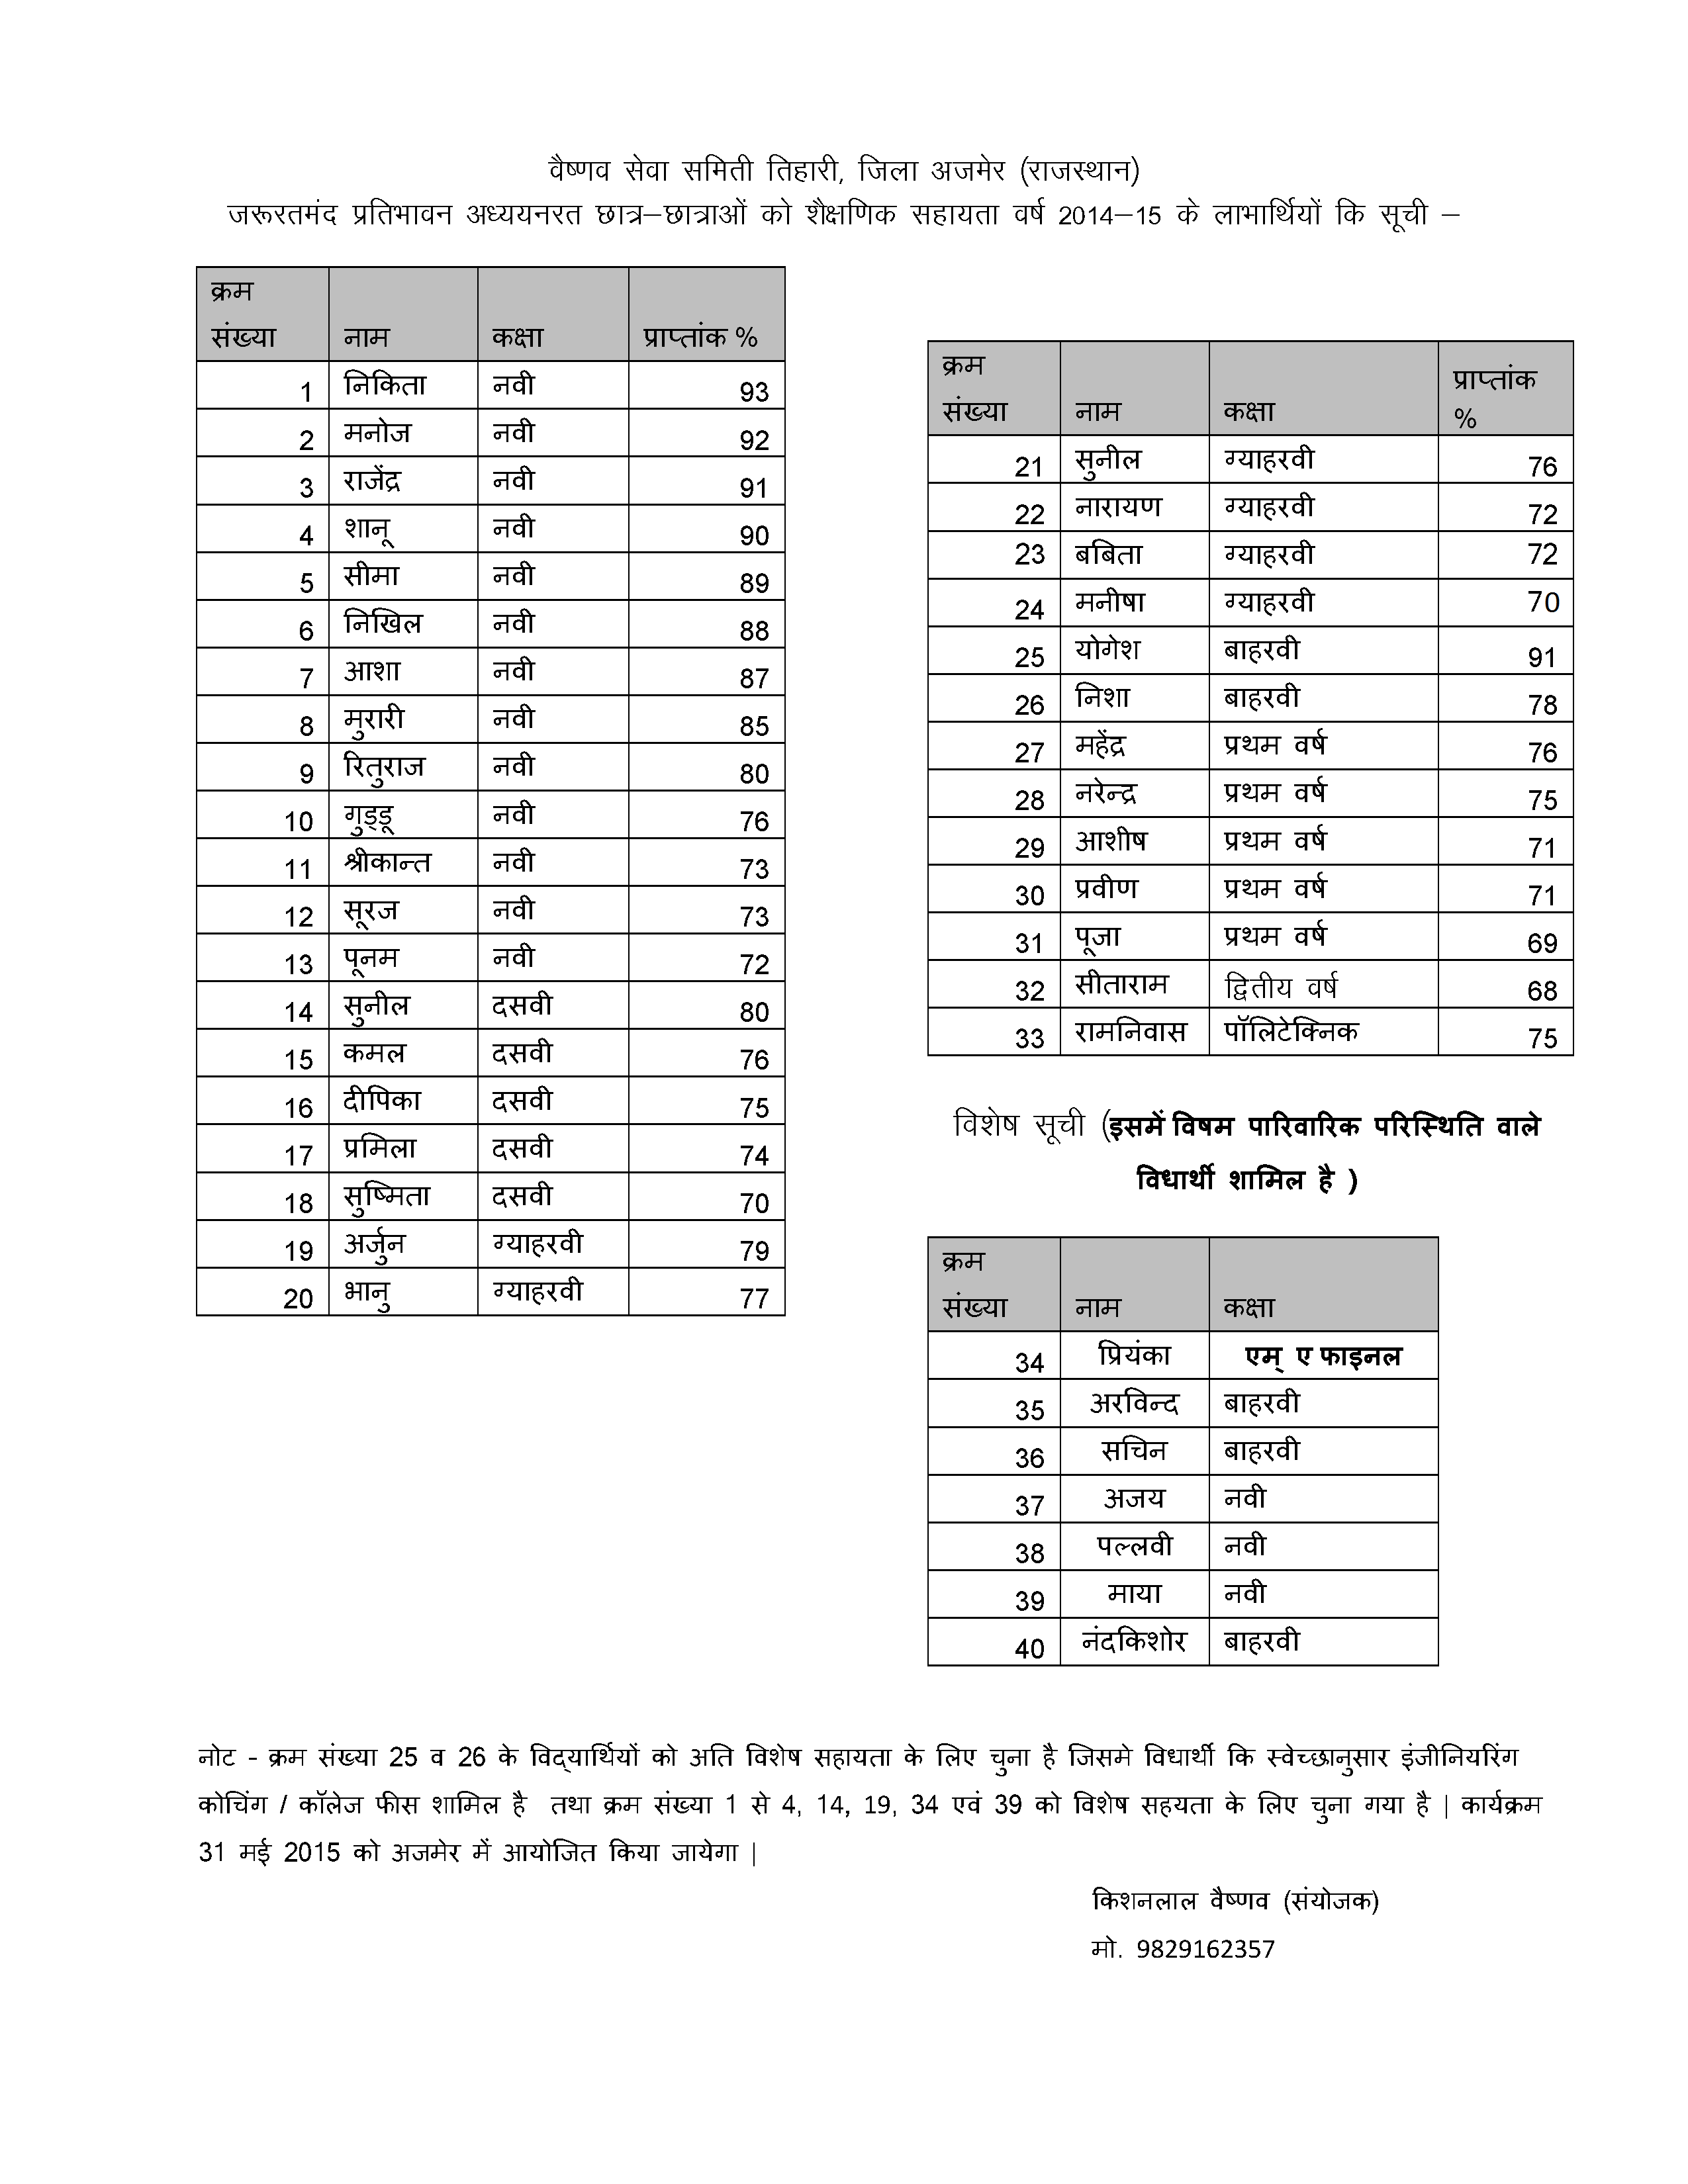 वैष्णव सेवा समिती तिहारी, जिला अजमेर (राजस्थान)
जरूरतमंद प्रतिभावन अध्ययनरत छात्र–छात्राओं को शैक्षणिक सहायता वर्ष 2014–15 के लाभार्थियों कि सूची –
क्रम
संख्या नाम कक्षा प्राप्तांक %
1 निकिता नवी 93
2 मनोज नवी 92
3 राजेंद्र नवी 91
4 शानू नवी 90
5 सीमा नवी 89
6 निखिल नवी 88
7 आशा नवी 87
8 मुरारी नवी 85
9 रितुराज नवी 80
10 गुड्डू नवी 76
11 श्रीकान्त नवी 73
12 सूरज नवी 73
13 पूनम नवी 72
14 सुनील दसवी 80
15 कमल दसवी 76
16 दीपिका दसवी 75
17 प्रमिला दसवी 74
18 सुष्मिता दसवी 70
19 अर्जुन ग्याहरवी 79
20 भानु ग्याहरवी 77
क्रम
संख्या नाम कक्षा प्राप्तांक
%
21 सुनील ग्याहरवी 76
22 नारायण ग्याहरवी 72
23 बबिता ग्याहरवी 72
24 मनीषा ग्याहरवी 70
25 योगेश बाहरवी 91
26 निशा बाहरवी 78
27 महेंद्र प्रथम वर्ष 76
28 नरेन्द्र प्रथम वर्ष 75
29 आशीष प्रथम वर्ष 71
30 प्रवीण प्रथम वर्ष 71
31 पूजा प्रथम वर्ष 69
32 सीताराम द्वितीय वर्ष 68
33 रामनिवास पॉलिटेक्निक 75
विशेष सूची (इसमें विषम पारिवारिक परिस्थिति वाले
विधार्थी शामिल है )
क्रम
संख्या नाम कक्षा
34 प्रियंका एम् ए फाइनल
35 अरविन्द बाहरवी
36 सचिन बाहरवी
37 अजय नवी
38 पल्लवी नवी
39 माया नवी
40 नंदकिशोर बाहरवी
नोट - क्रम संख्या 25 व 26 के विद्यार्थियों को अति विशेष सहायता के लिए चुना है जिसमे विधार्थी कि स्वेच्छानुसार इंजीनियरिंग
कोचिंग / कॉलेज फीस शामिल है तथा क्रम संख्या 1 से 4, 14, 19, 34 एवं 39 को विशेष सहयता के लिए चुना गया है | कार्यक्रम
31 मई 2015 को अजमेर में आयोजित किया जायेगा |
किशनलाल वैष्णव (संयोजक)
मो. 9829162357